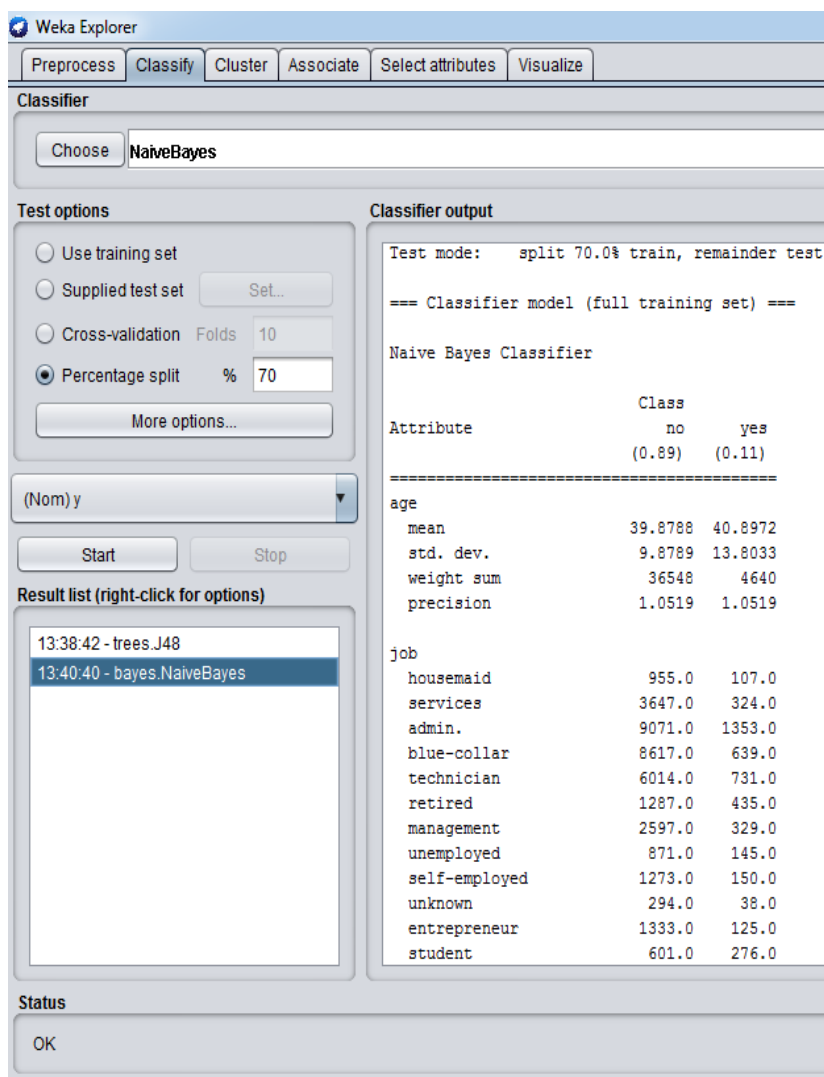 Weka Explorer
Preprocess Classify Cluster Associate Select attributes Visualize
Classifier
Choose NaiveBayes
Test options
Use training set
Supplied test set Set...
Cross-validation Folds 10
Percentage split % 70
More options...
(Nom) y
Start Stop
Result list (right-click for options)
13:38:42 - trees.J48
13:40:40 - bayes.NaiveBayes
Classifier output
Test mode: split 70.0% train, remainder test
=== Classifier model (full training set) ===
Naive Bayes Classifier
Class
Attribute no yes
(0.89) (0.11)
==========================================
age
mean 39.8788 40.8972
std. dev. 9.8789 13.8033
weight sum 36548 4640
precision 1.0519 1.0519
job
housemaid 955.0 107.0
services 3647.0 324.0
admin. 9071.0 1353.0
blue-collar 8617.0 639.0
technician 6014.0 731.0
retired 1287.0 435.0
management 2597.0 329.0
unemployed 871.0 145.0
self-employed 1273.0 150.0
unknown 294.0 38.0
entrepreneur 1333.0 125.0
student 601.0 276.0
Status
OK